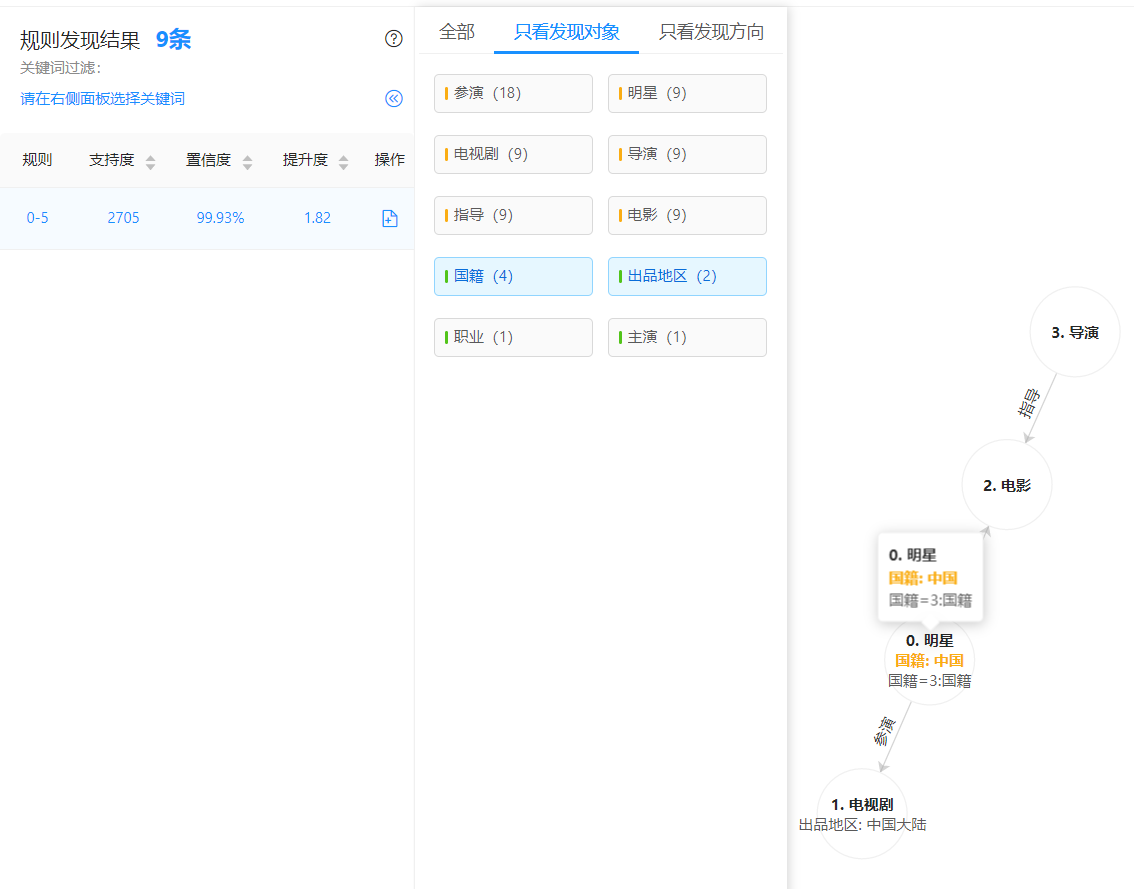 规则发现结果 9条
关键词过滤:
请在右侧面板选择关键词
规则 支持度 置信度 提升度 操作
0-5 2705 99.93% 1.82
全部 只看发现对象 只看发现方向
参演 (18) 明星 (9)
电视剧 (9) 导演 (9)
指导 (9) 电影 (9)
国籍 (4) 出品地区 (2)
职业 (1) 主演 (1)
3. 导演
指导
2. 电影
0. 明星
国籍: 中国
国籍=3:国籍
0. 明星
国籍: 中国
国籍=3:国籍
参演
1. 电视剧
出品地区: 中国大陆